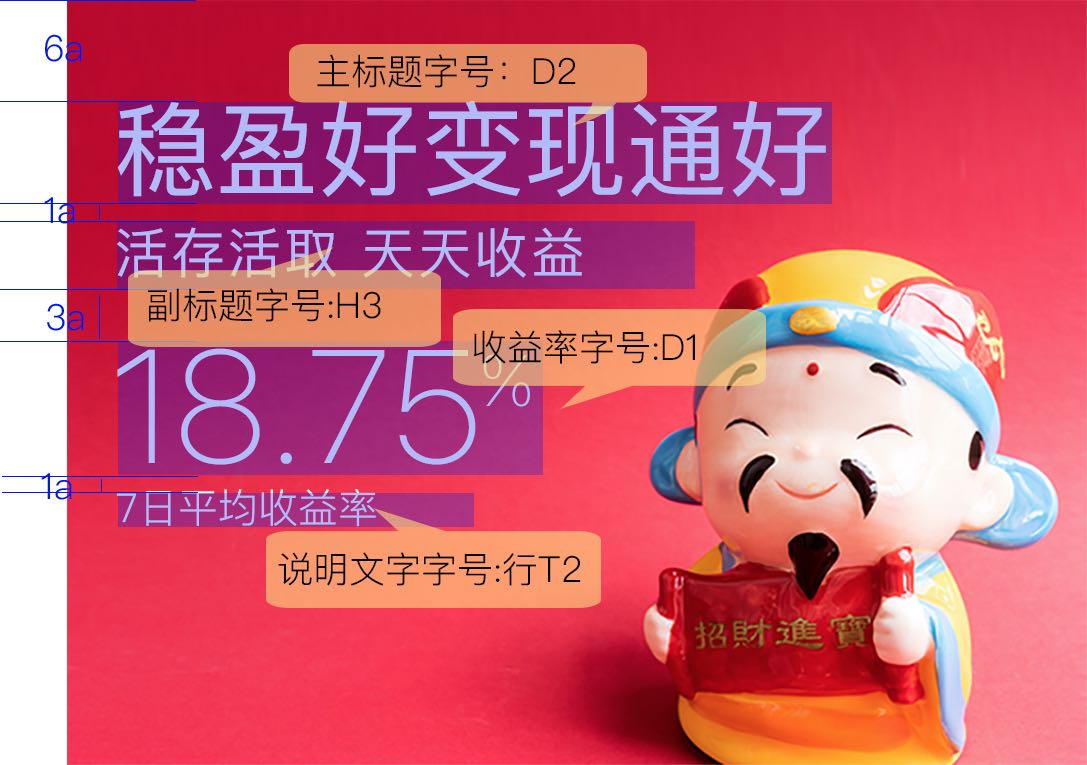 6a
主标题字号：D2
稳盈好变现通好
1a
活存活取 天天收益
副标题字号:H3
3a
收益率字号:D1
18.75%
1a
7日平均收益率
说明文字字号:行T2
招財進寶